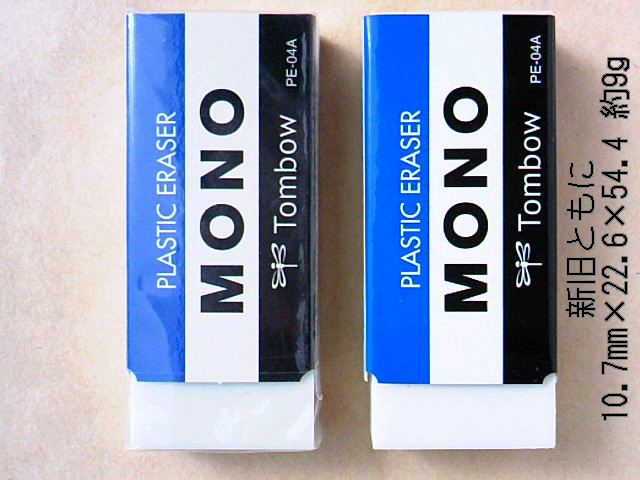 PLASTIC ERASER
MONO
Tombow
PE-04A
PLASTIC ERASER
MONO
Tombow
PE-04A
新旧ともに
10.7mm×22.6×54.4 約9g